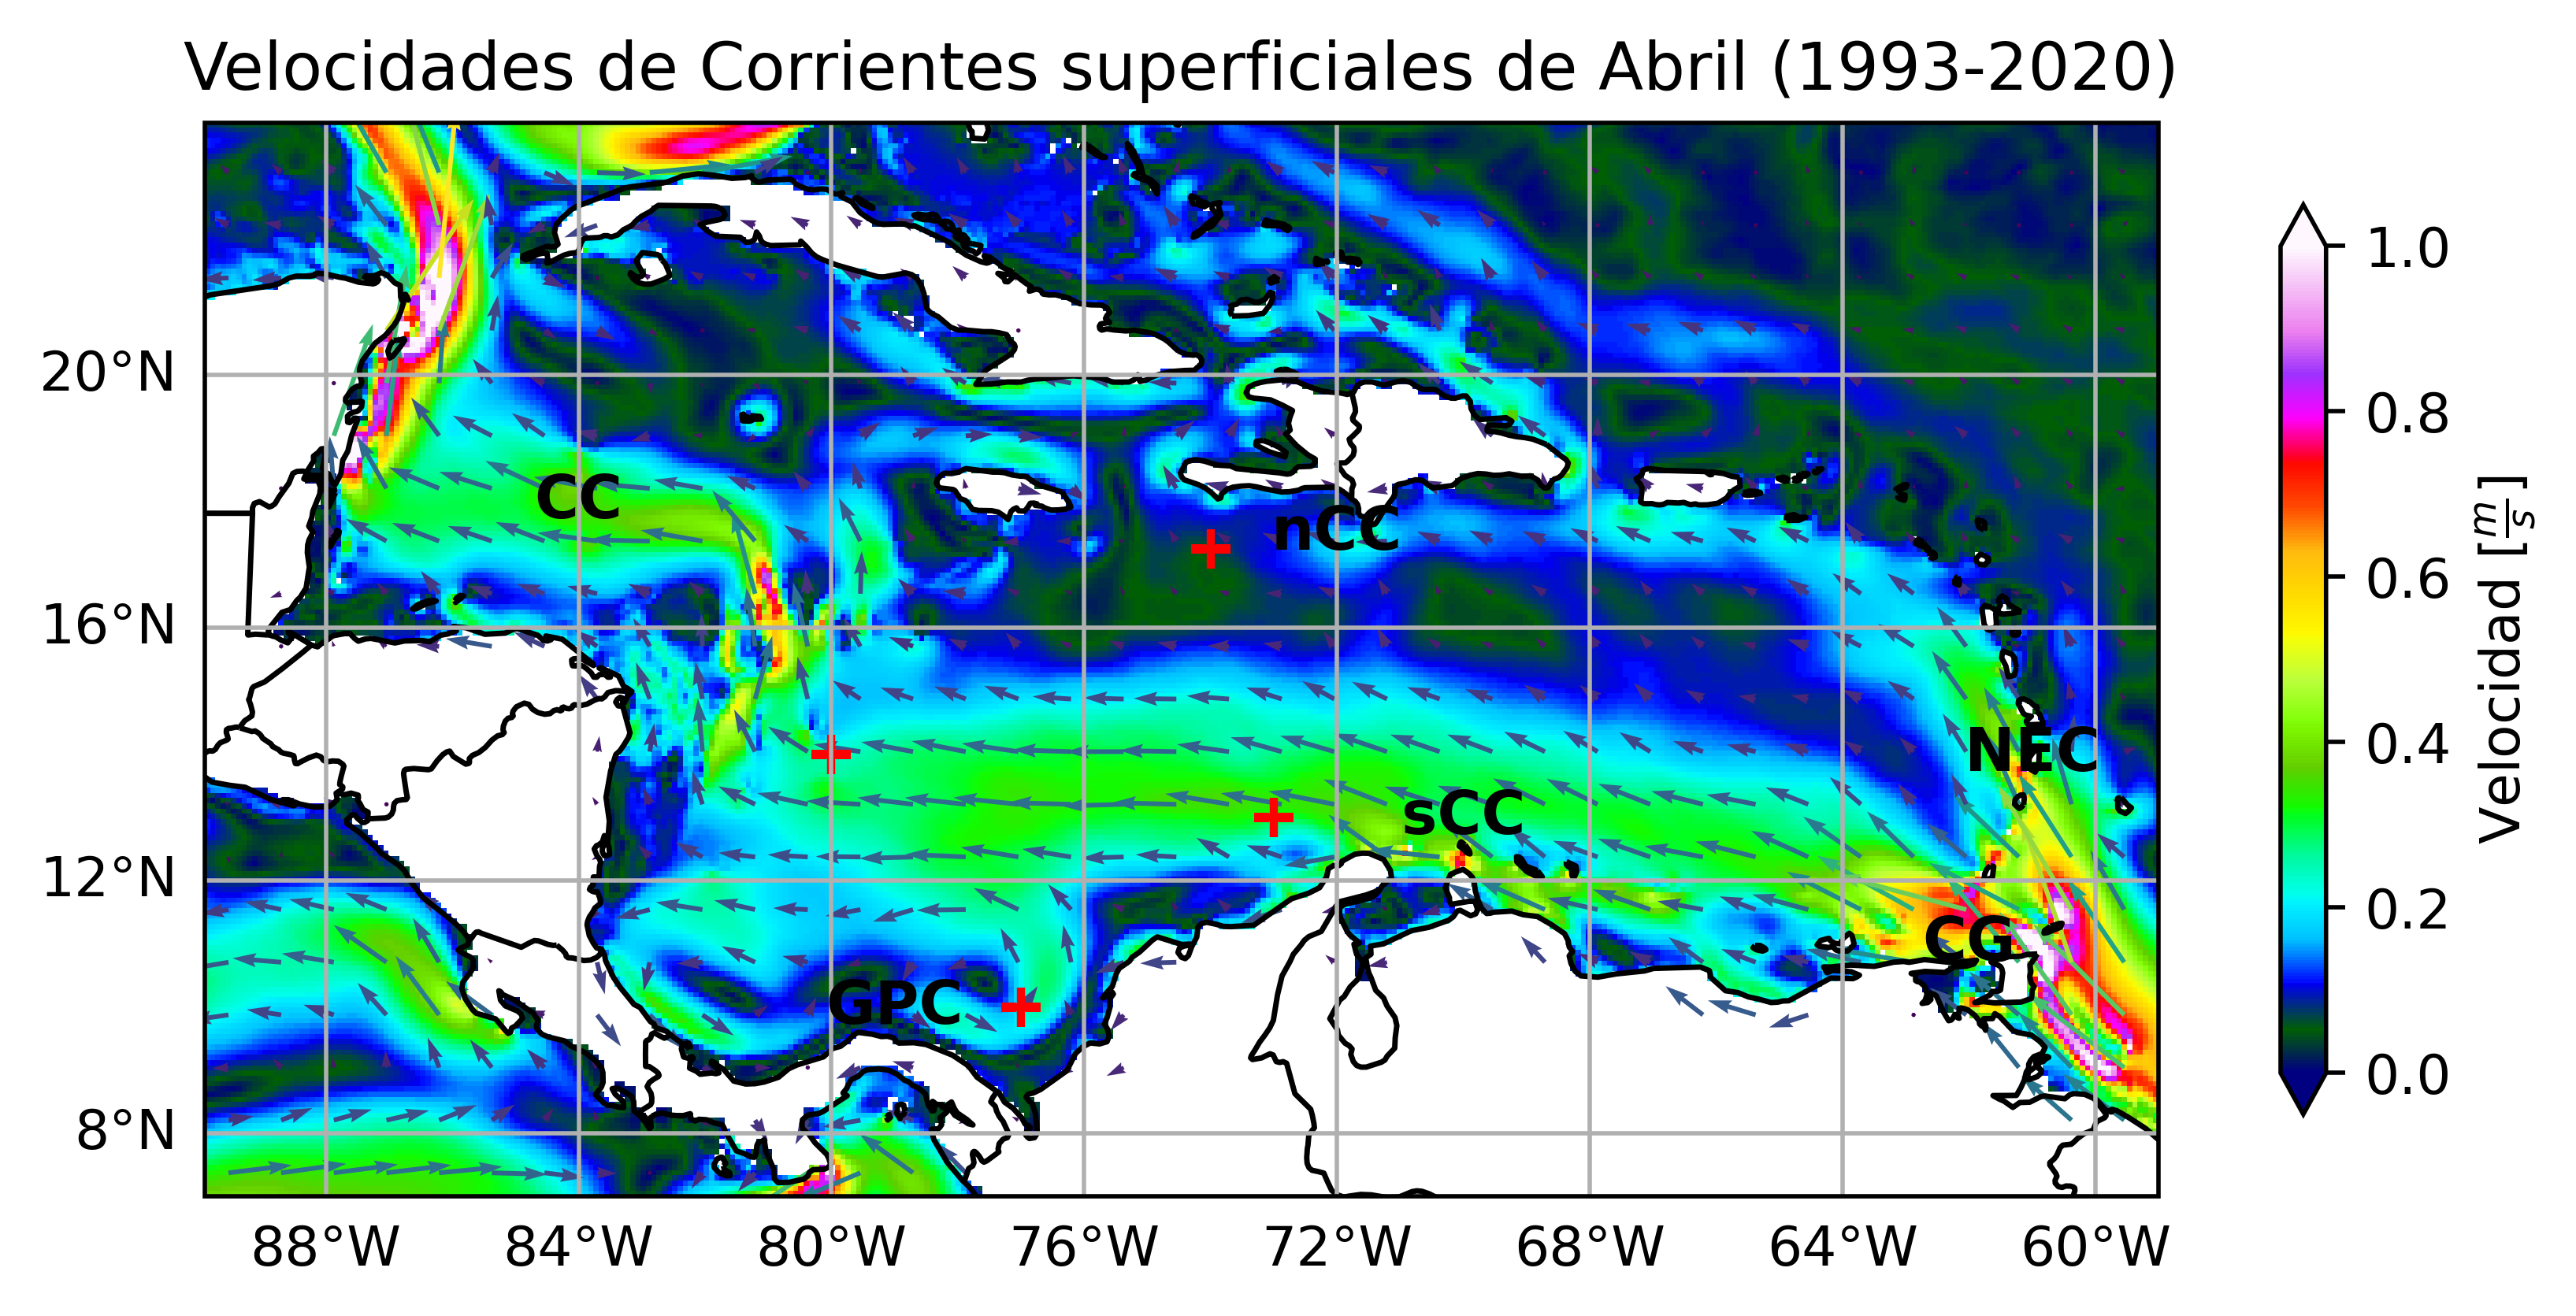 Velocidades de Corrientes superficiales de Abril (1993-2020)
20°N
16°N
12°N
8°N
88°W 84°W 80°W 76°W 72°W 68°W 64°W 60°W
CC
nCC
NEC
sCC
CG
GPC
1.0
0.8
0.6
0.4
0.2
0.0
Velocidad [m/s]